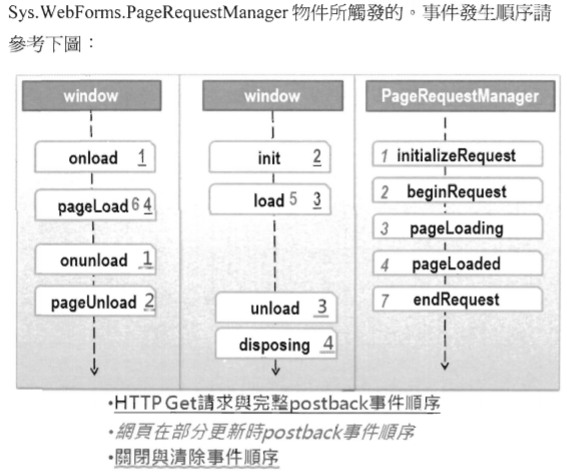 Sys.WebForms.PageRequestManager 物件所觸發的。事件發生順序請
參考下圖：
window
onload 1
pageLoad 6 4
onunload 1
pageUnload 2
window
init 2
load 5 3
unload 3
disposing 4
PageRequestManager
1 initializeRequest
2 beginRequest
3 pageLoading
4 pageLoaded
7 endRequest
•HTTP Get請求與完整postback事件順序
•網頁在部分更新時postback事件順序
•關閉與清除事件順序